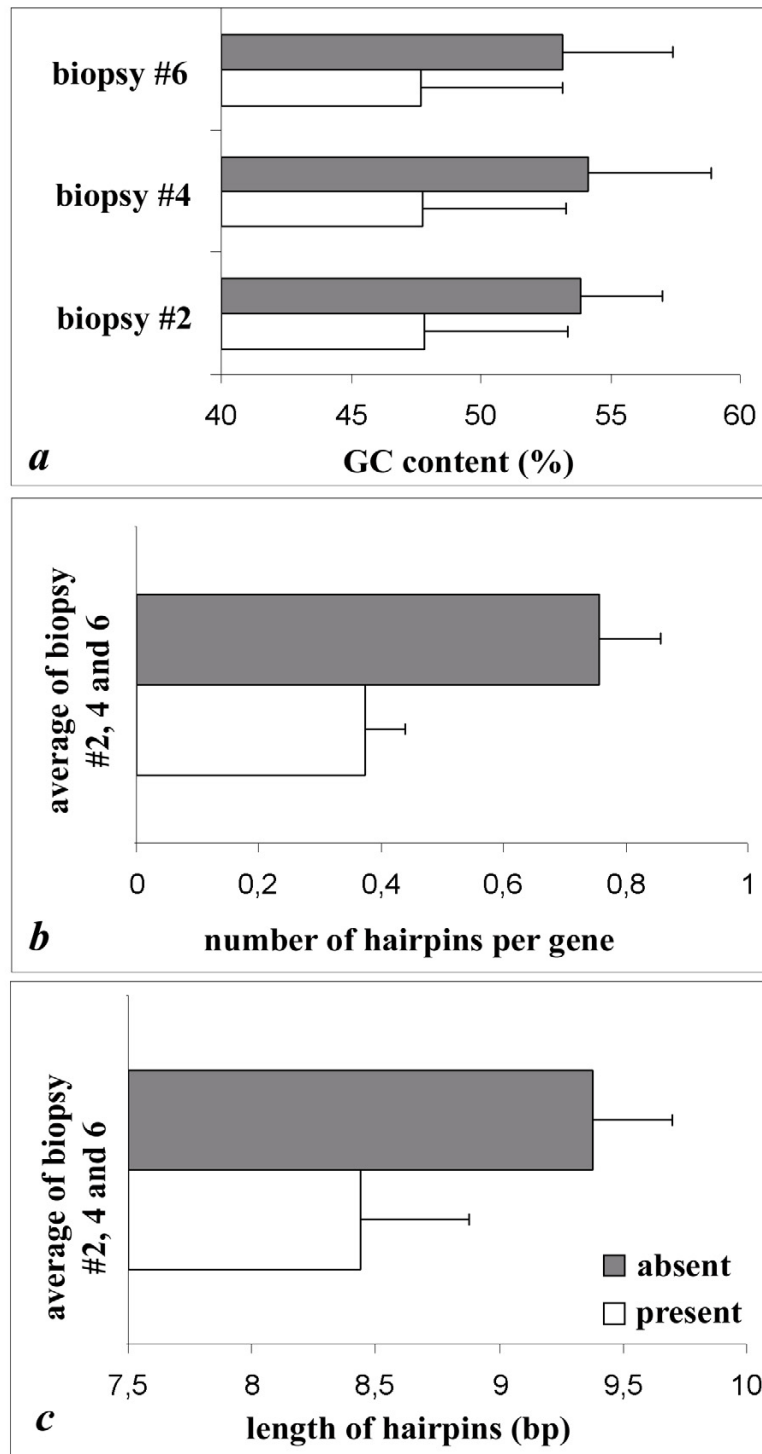 biopsy #6
biopsy #4
biopsy #2
40 45 50 55 60
GC content (%)
a
average of biopsy
#2, 4 and 6
0 0,2 0,4 0,6 0,8 1
number of hairpins per gene
b
average of biopsy
#2, 4 and 6
absent
present
7,5 8 8,5 9 9,5 10
length of hairpins (bp)
c